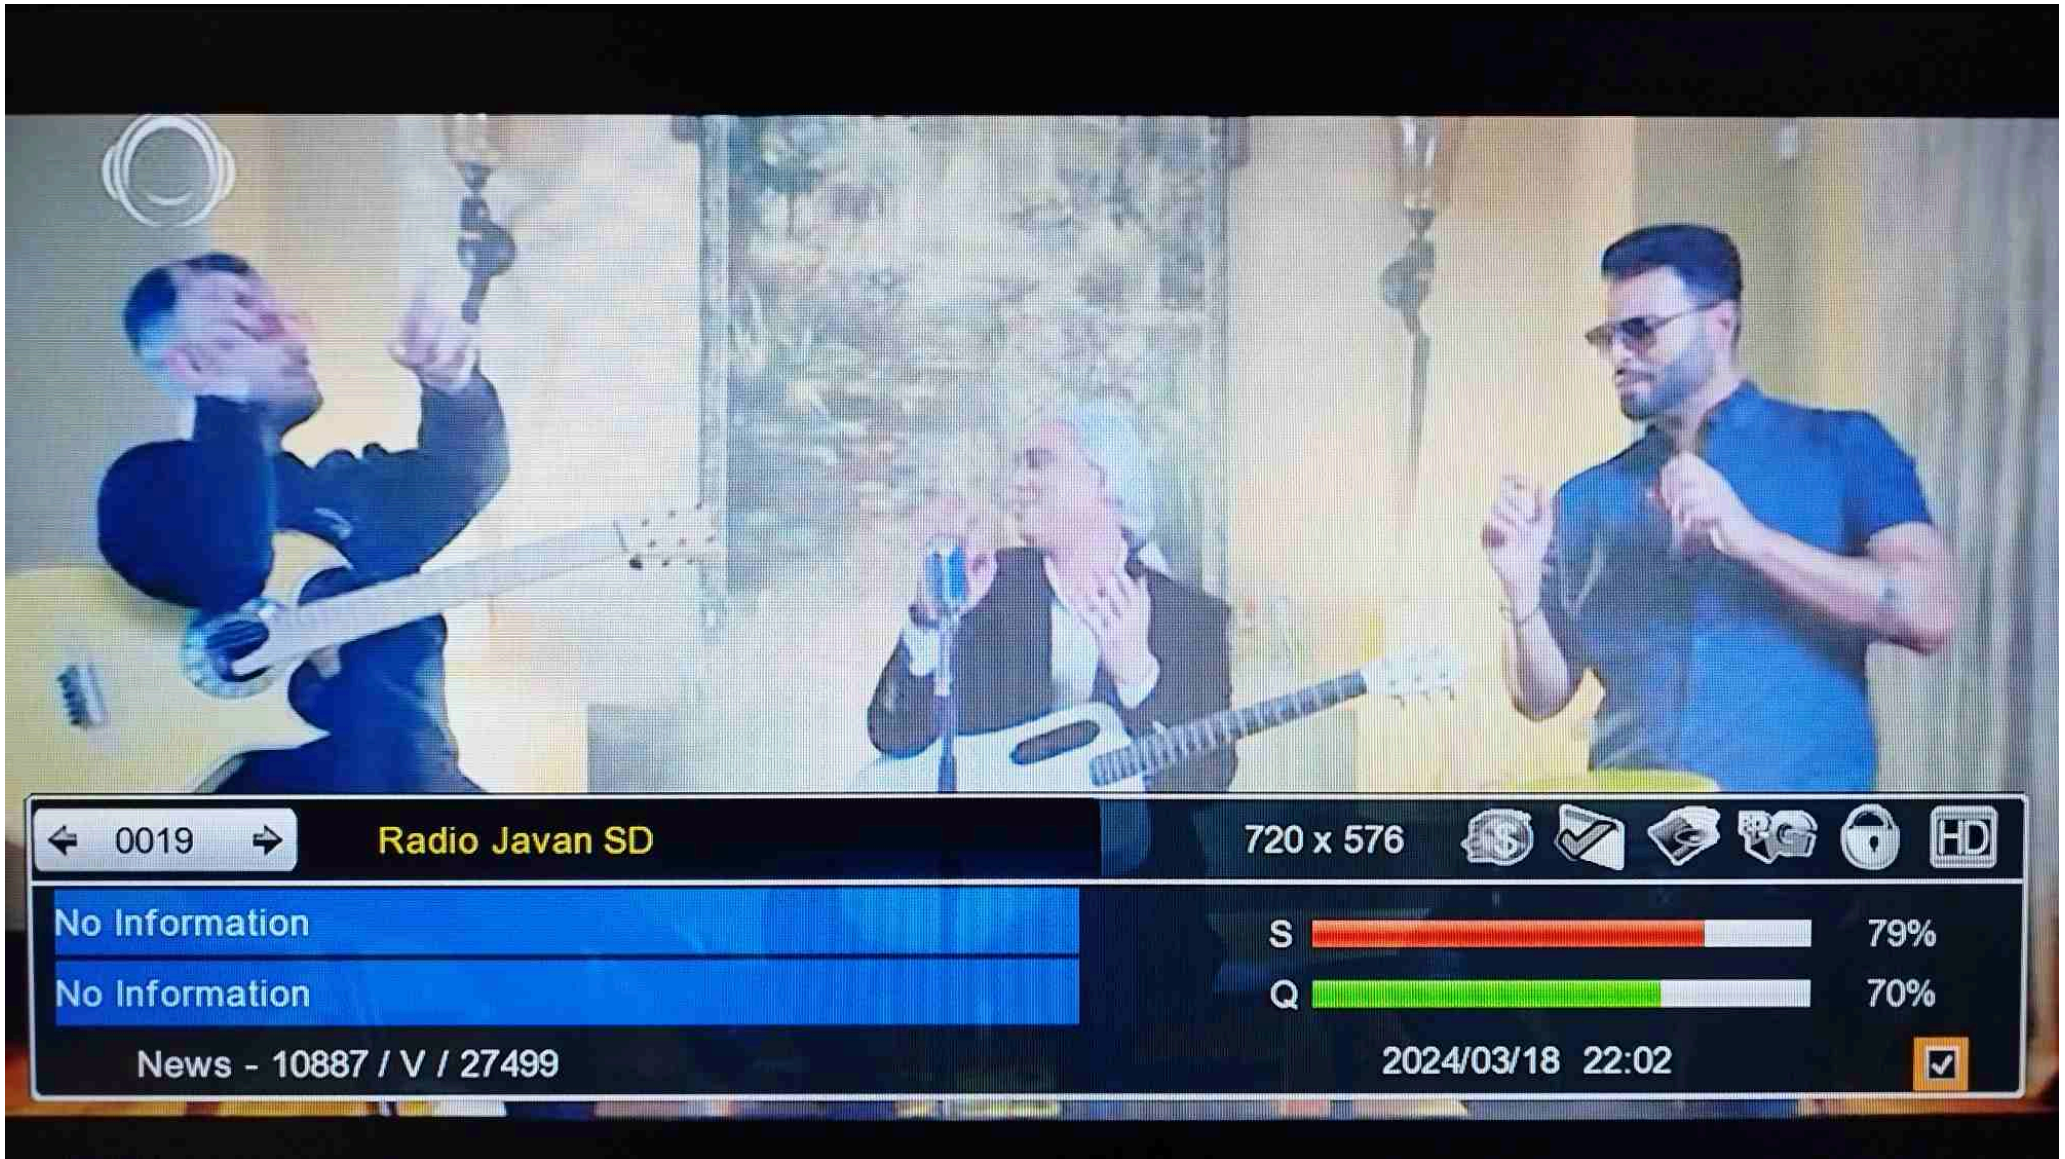 0019
Radio Javan SD
720 x 576
HD
No Information
No Information
S 79%
Q 70%
News - 10887 / V / 27499
2024/03/18 22:02